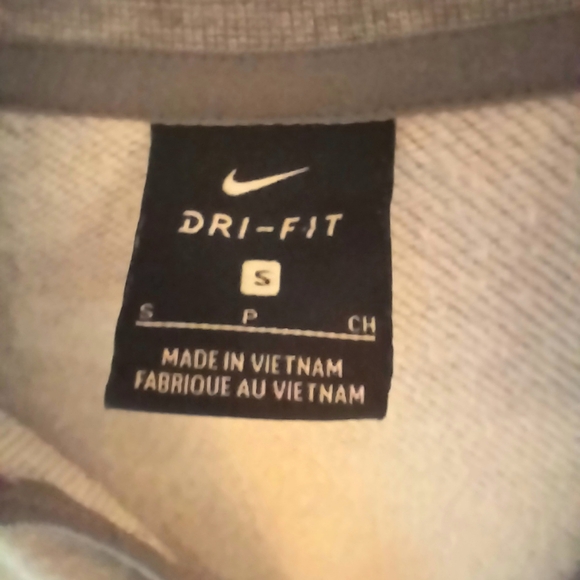 DRI-FIT
S
S P CH
MADE IN VIETNAM
FABRIQUE AU VIETNAM